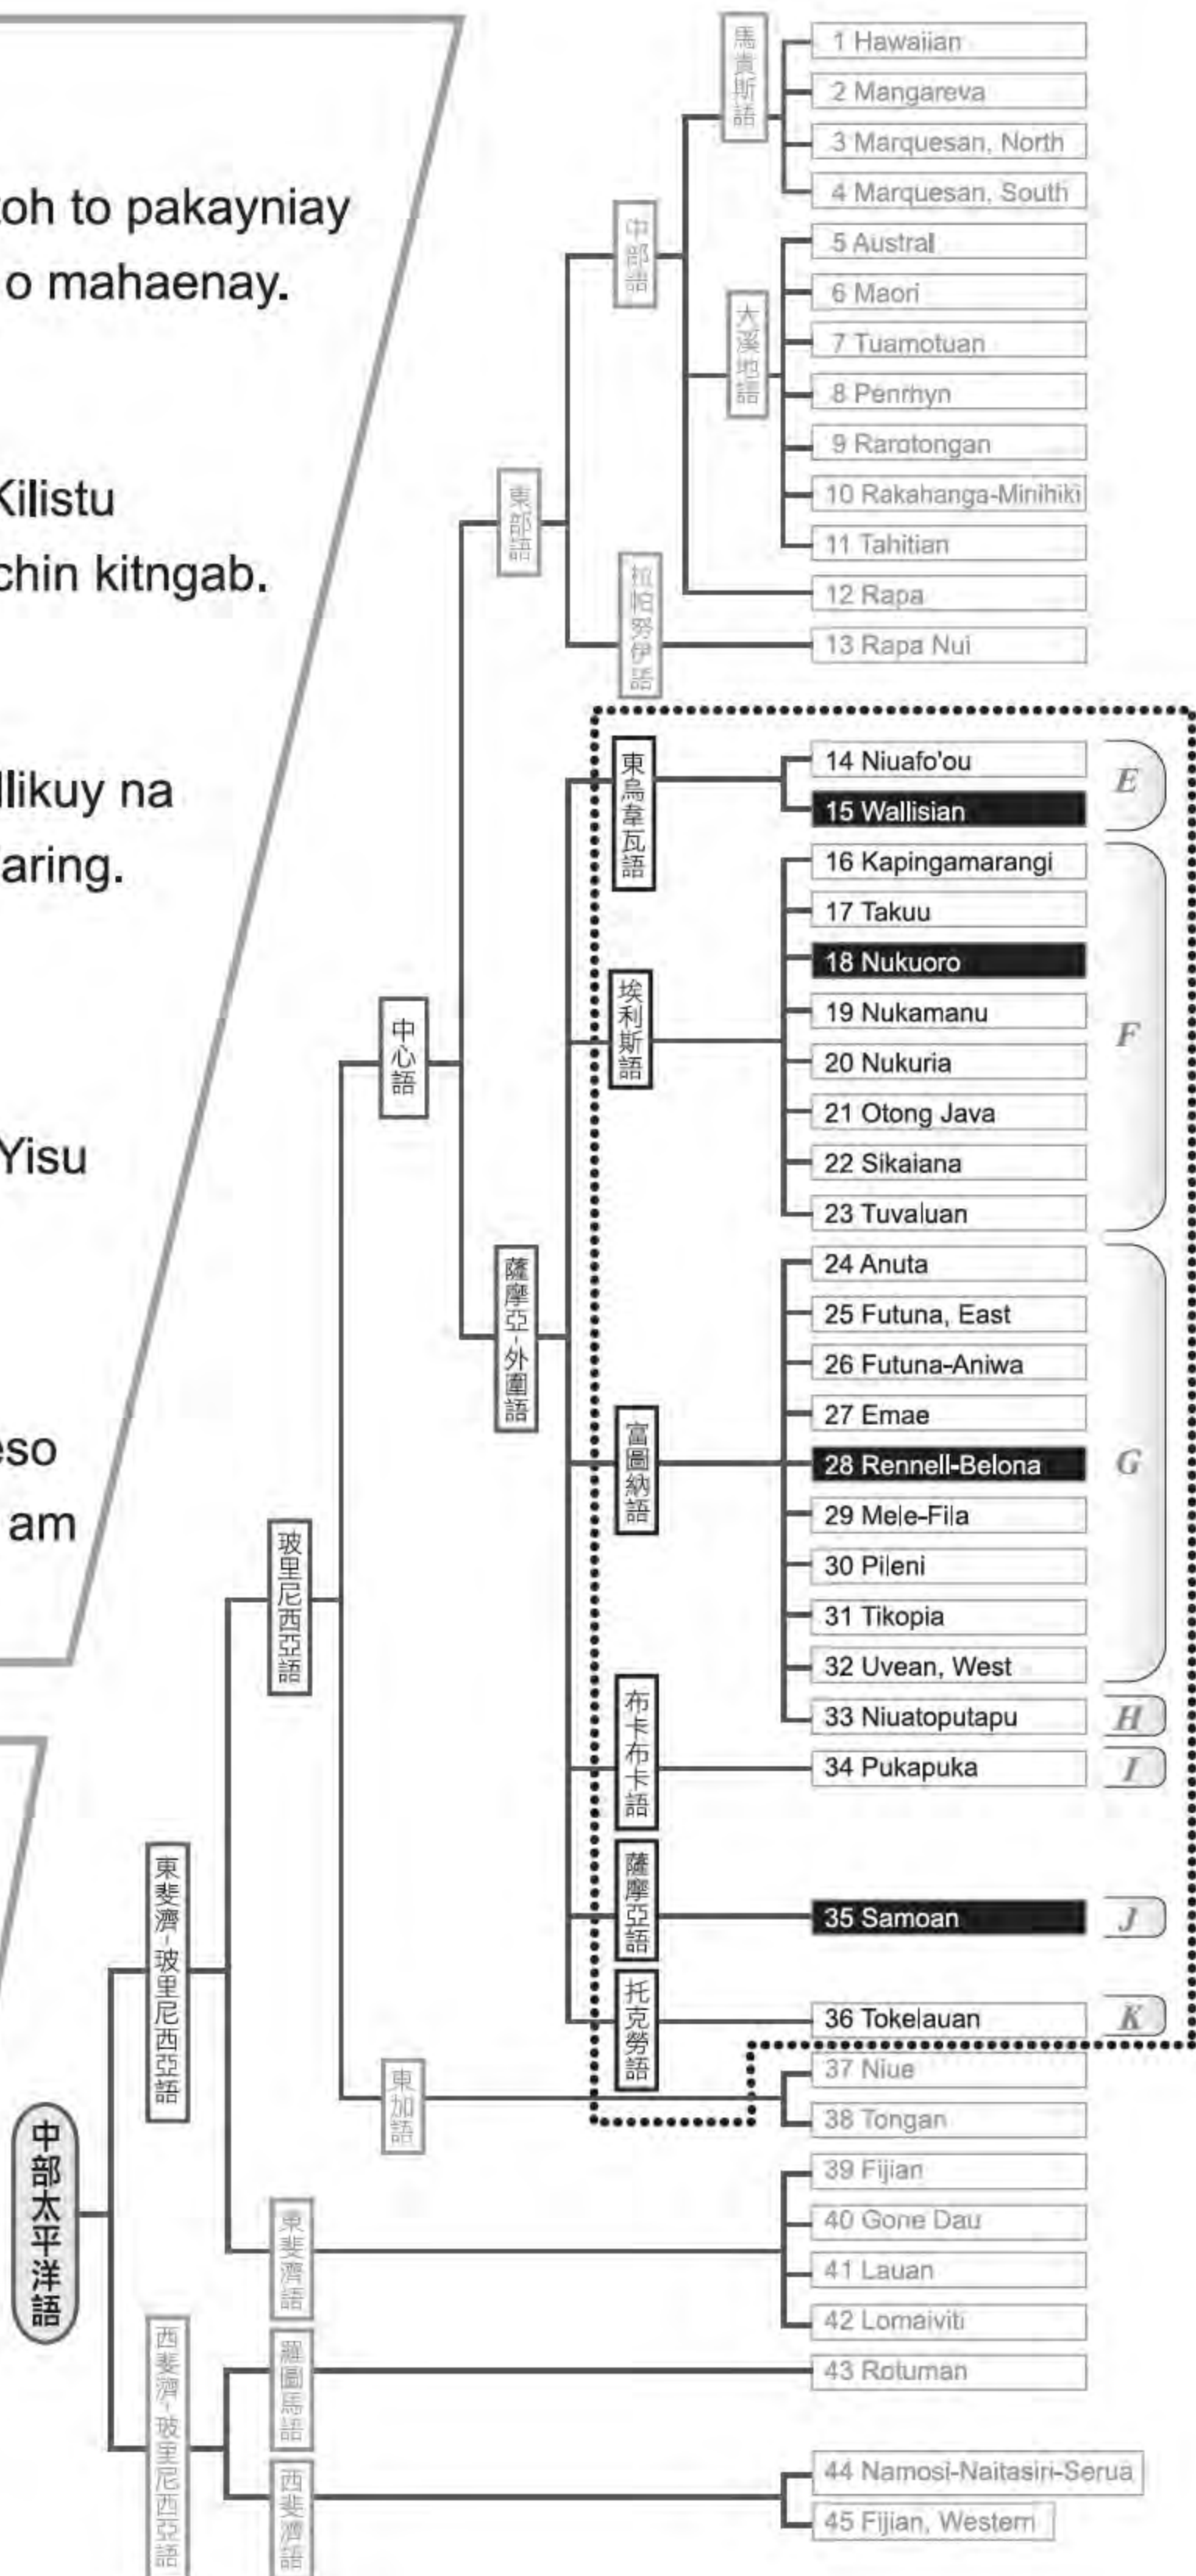 oh to pakayniay
o mahaenay.
Kilistu
chin kitngab.
llikuy na
aring.
Yisu
eso
am
中部太平洋語
東斐濟-玻里尼西亞語
西斐濟-玻里尼西亞語
玻里尼西亞語
東斐濟語
羅圖馬語
西斐濟語
中心語
東加語
東部語
薩摩亞-外圍語
中部語
拉帕努伊語
馬貴斯語
大溪地語
東烏韋瓦語
埃利斯語
富圖納語
布卡布卡語
薩摩亞語
托克勞語
1 Hawaiian
2 Mangareva
3 Marquesan, North
4 Marquesan, South
5 Austral
6 Maori
7 Tuamotuan
8 Penrhyn
9 Rarotongan
10 Rakahanga-Minihiki
11 Tahitian
12 Rapa
13 Rapa Nui
14 Niuafo'ou
15 Wallisian
E
16 Kapingamarangi
17 Takuu
18 Nukuoro
19 Nukamanu
20 Nukuria
21 Otong Java
22 Sikaiana
23 Tuvaluan
F
24 Anuta
25 Futuna, East
26 Futuna-Aniwa
27 Emae
28 Rennell-Belona
29 Mele-Fila
30 Pileni
31 Tikopia
32 Uvean, West
G
33 Niuatoputapu
H
34 Pukapuka
I
35 Samoan
J
36 Tokelauan
K
37 Niue
38 Tongan
39 Fijian
40 Gone Dau
41 Lauan
42 Lomaiviti
43 Rotuman
44 Namosi-Naitasiri-Serua
45 Fijian, Western